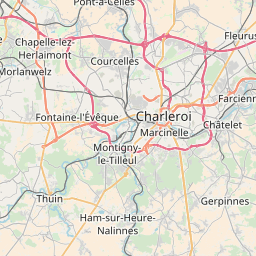 Pont-à-Celles
Fleurus
Chapelle-lez-
Herlaimont
Courcelles
Morlanwelz
Farcienn
Charleroi
Fontaine-l'Évêque
Châtelet
Marcinelle
Montigny-
le-Tilleul
Thuin
Gerpinnes
Ham-sur-Heure-
Nalinnes